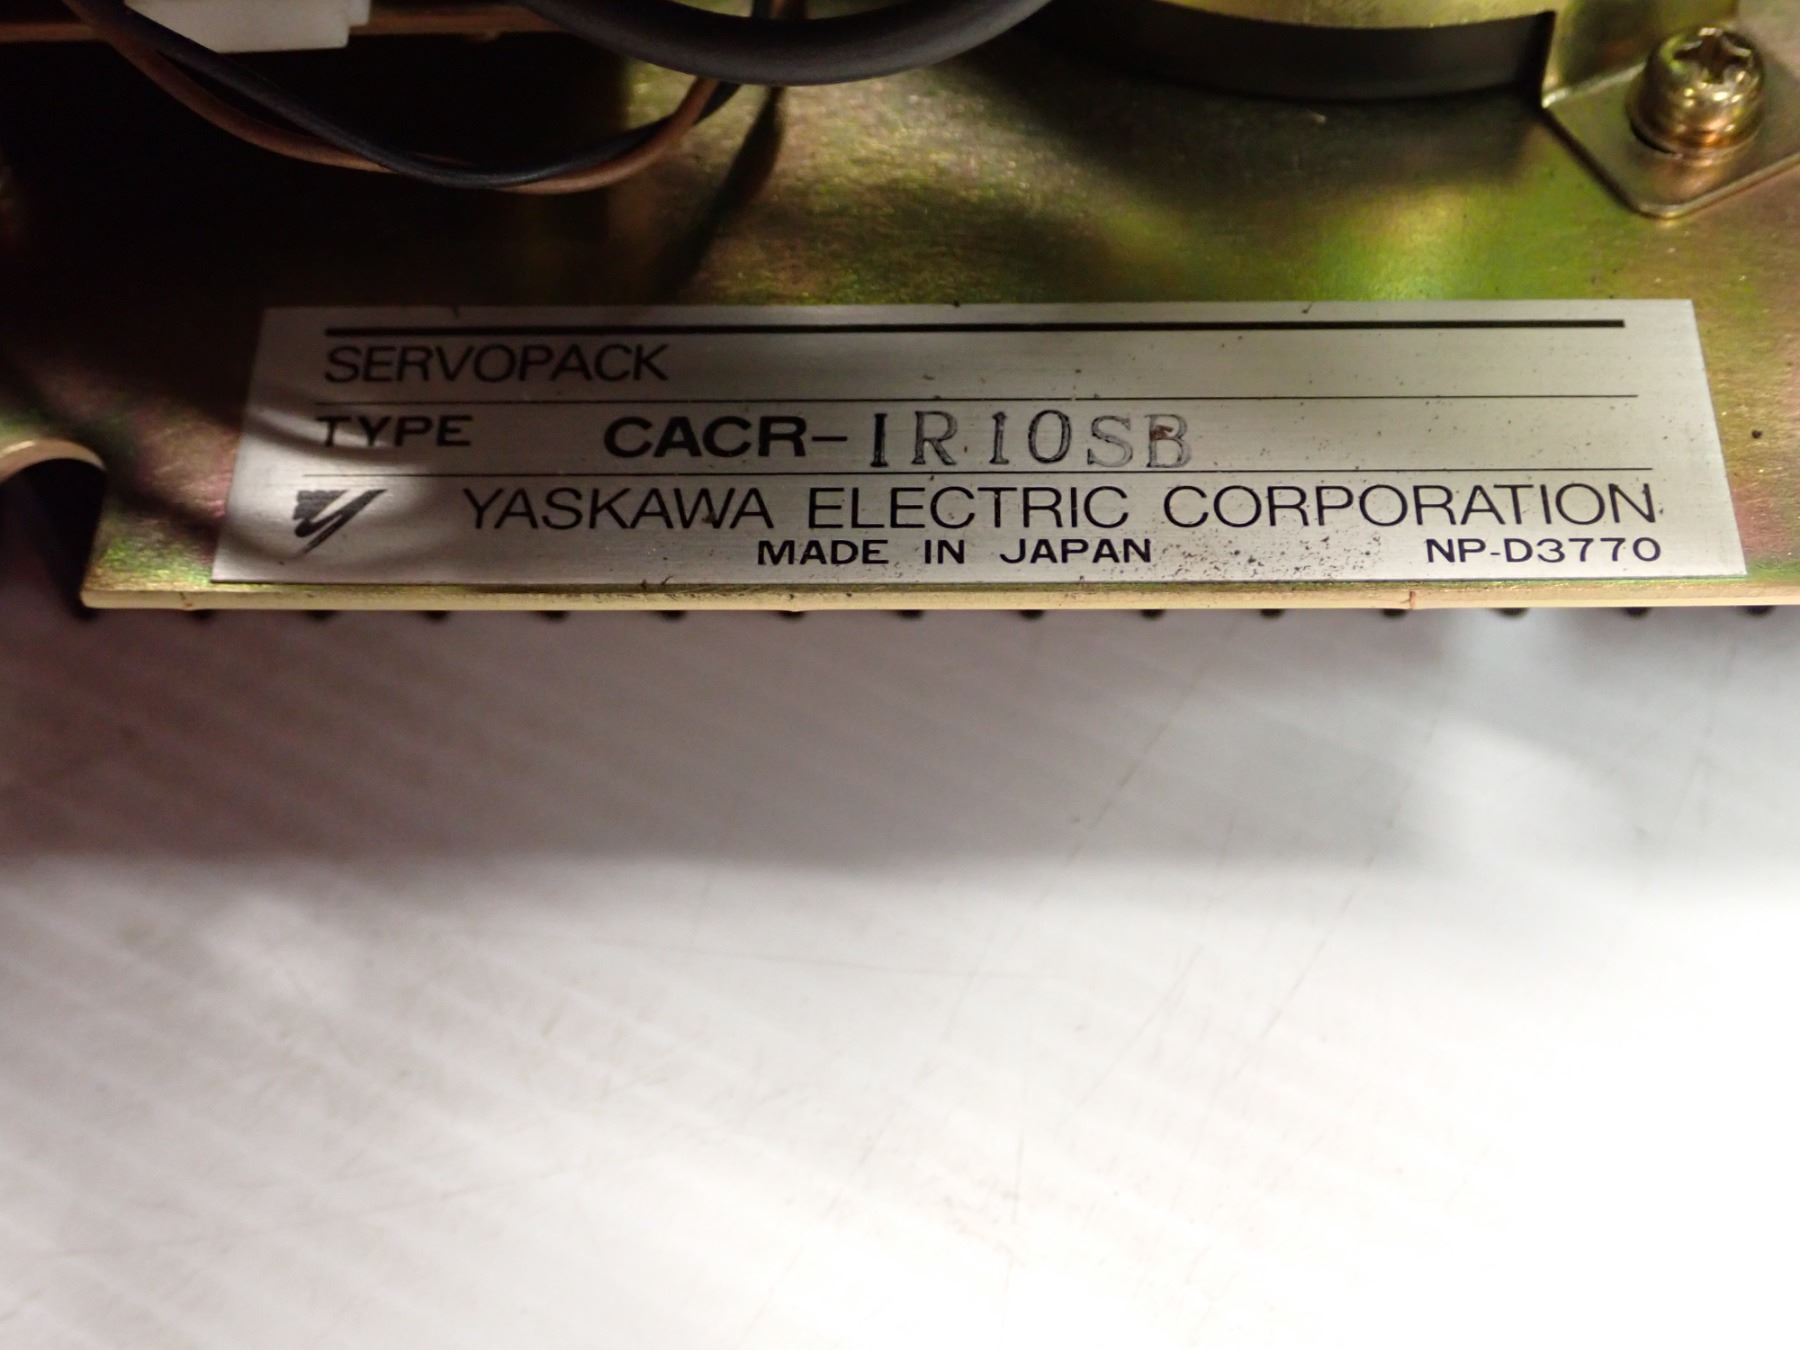 SERVOPACK
TYPE CACR-IR10SB
YASKAWA ELECTRIC CORPORATION
MADE IN JAPAN NP-D3770